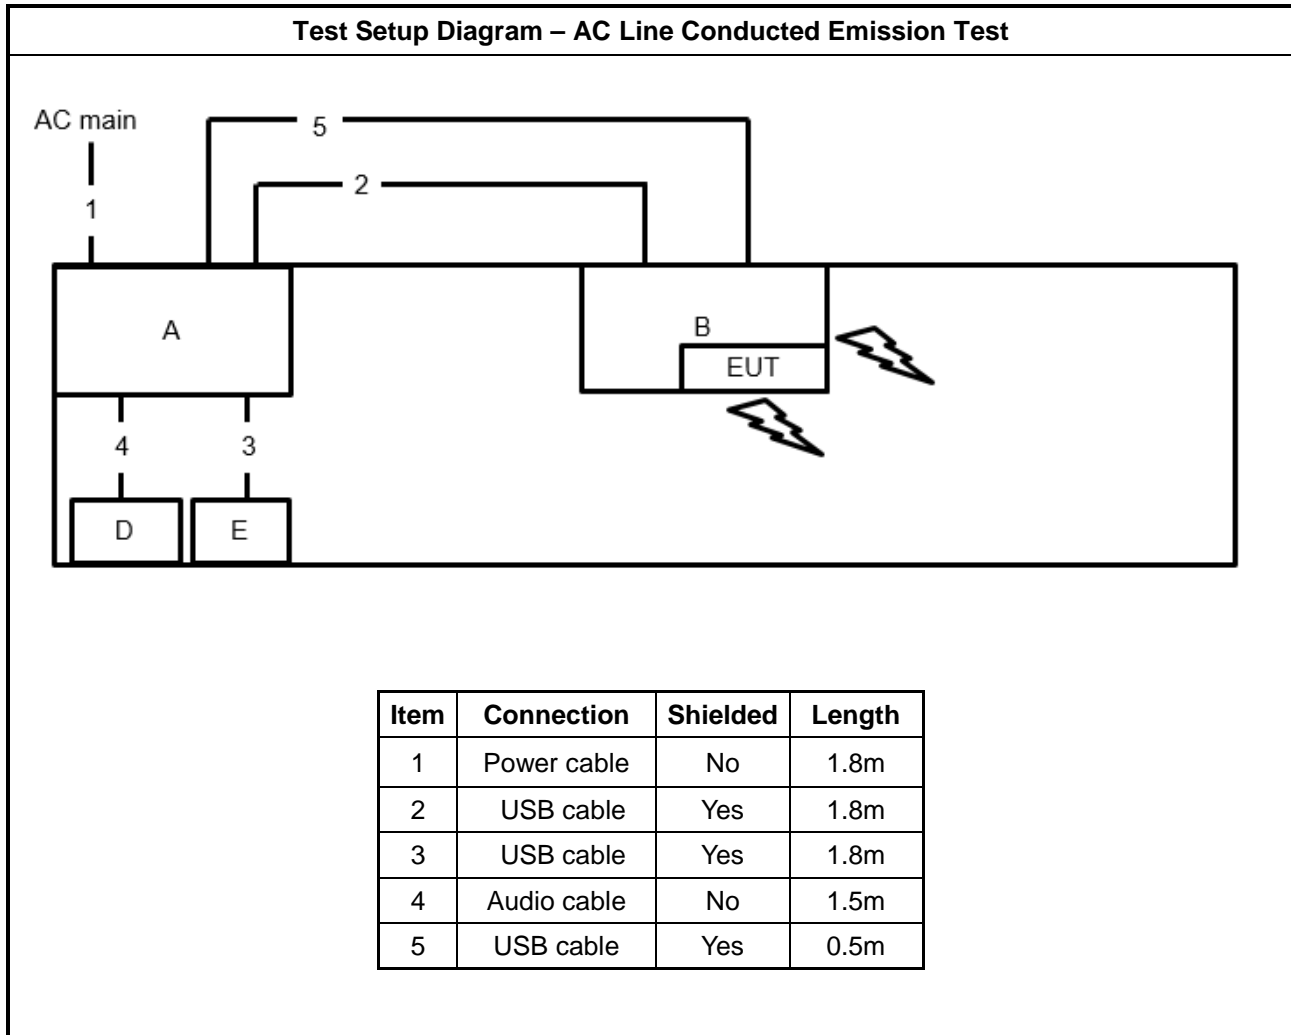 Test Setup Diagram – AC Line Conducted Emission Test
AC main
5
2
1
A
B
EUT
4
3
D
E
Item Connection Shielded Length
1 Power cable No 1.8m
2 USB cable Yes 1.8m
3 USB cable Yes 1.8m
4 Audio cable No 1.5m
5 USB cable Yes 0.5m